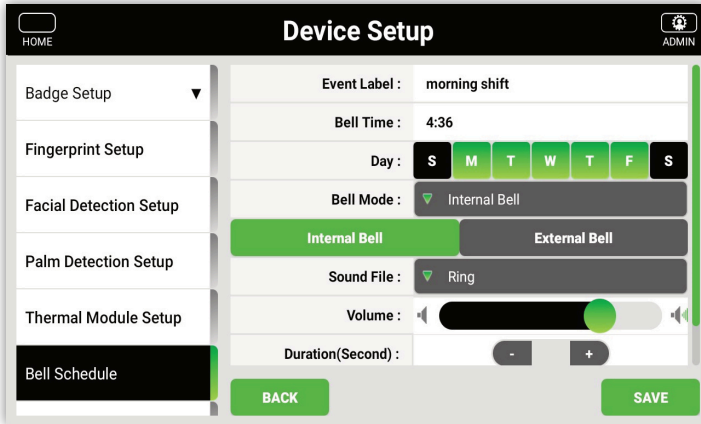 Device Setup
HOME
ADMIN
Badge Setup
Fingerprint Setup
Facial Detection Setup
Palm Detection Setup
Thermal Module Setup
Bell Schedule
Event Label : morning shift
Bell Time : 4:36
Day : S M T W T F S
Bell Mode : Internal Bell
Internal Bell External Bell
Sound File : Ring
Volume :
Duration(Second) : - +
BACK SAVE